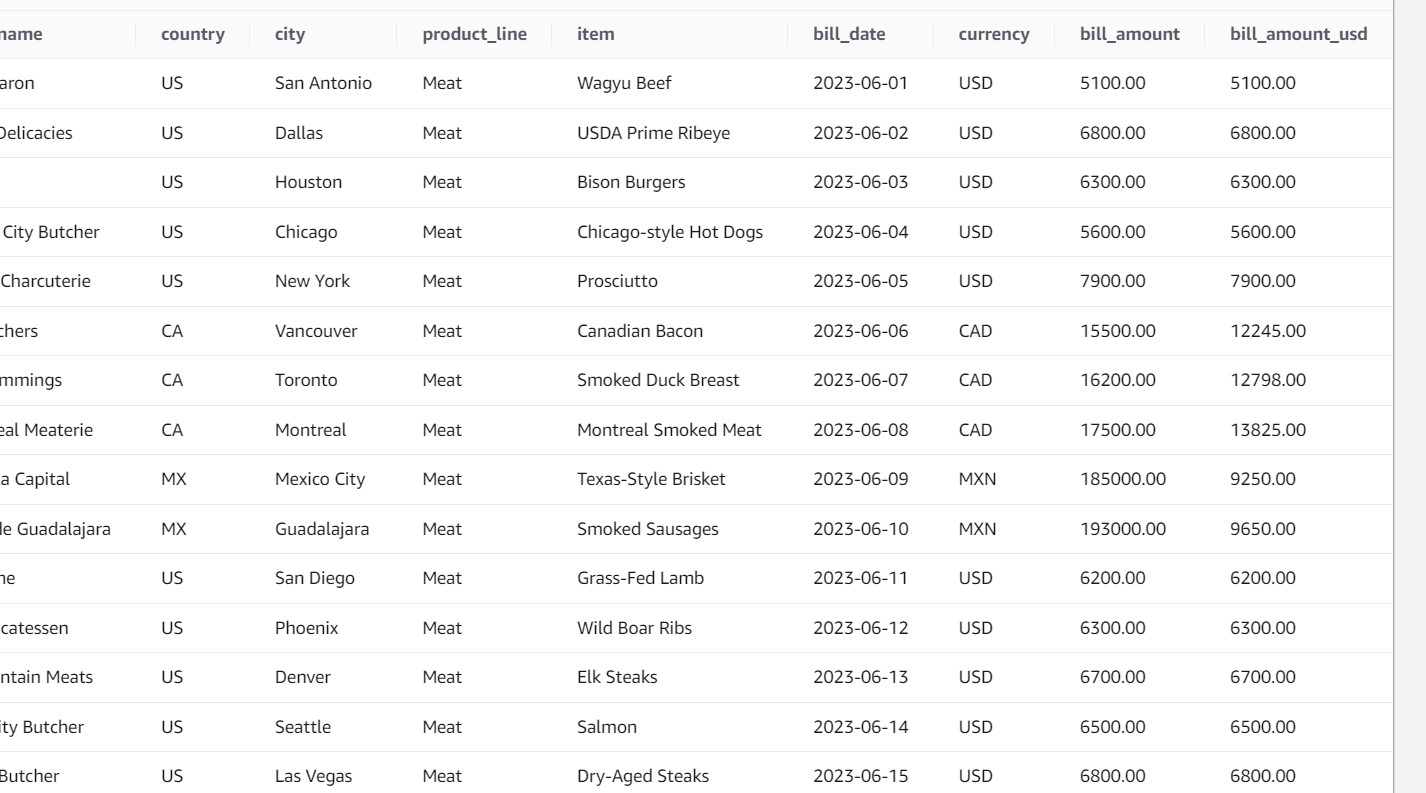 name country city product_line item bill_date currency bill_amount bill_amount_usd
aron US San Antonio Meat Wagyu Beef 2023-06-01 USD 5100.00 5100.00
Delicacies US Dallas Meat USDA Prime Ribeye 2023-06-02 USD 6800.00 6800.00
US Houston Meat Bison Burgers 2023-06-03 USD 6300.00 6300.00
City Butcher US Chicago Meat Chicago-style Hot Dogs 2023-06-04 USD 5600.00 5600.00
Charcuterie US New York Meat Prosciutto 2023-06-05 USD 7900.00 7900.00
chers CA Vancouver Meat Canadian Bacon 2023-06-06 CAD 15500.00 12245.00
mmings CA Toronto Meat Smoked Duck Breast 2023-06-07 CAD 16200.00 12798.00
eal Meaterie CA Montreal Meat Montreal Smoked Meat 2023-06-08 CAD 17500.00 13825.00
a Capital MX Mexico City Meat Texas-Style Brisket 2023-06-09 MXN 185000.00 9250.00
de Guadalajara MX Guadalajara Meat Smoked Sausages 2023-06-10 MXN 193000.00 9650.00
ne US San Diego Meat Grass-Fed Lamb 2023-06-11 USD 6200.00 6200.00
catessen US Phoenix Meat Wild Boar Ribs 2023-06-12 USD 6300.00 6300.00
ntain Meats US Denver Meat Elk Steaks 2023-06-13 USD 6700.00 6700.00
ity Butcher US Seattle Meat Salmon 2023-06-14 USD 6500.00 6500.00
Butcher US Las Vegas Meat Dry-Aged Steaks 2023-06-15 USD 6800.00 6800.00